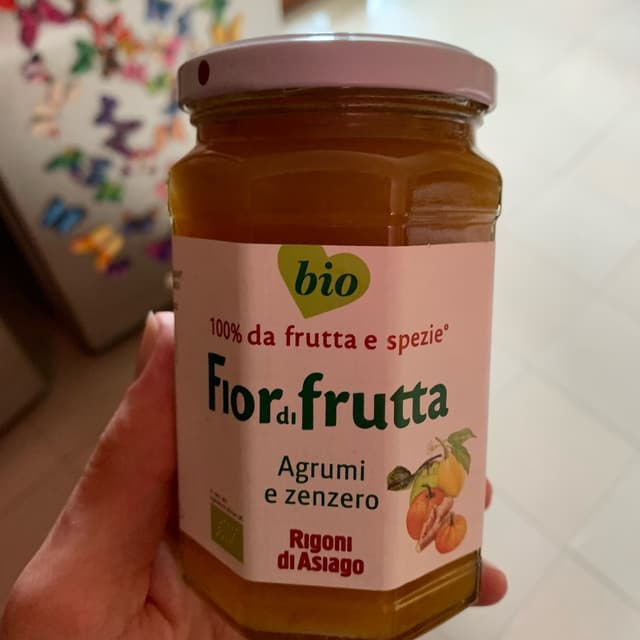 bio
100% da frutta e spezie°
Fior di frutta
Agrumi
e zenzero
Rigoni
di Asiago